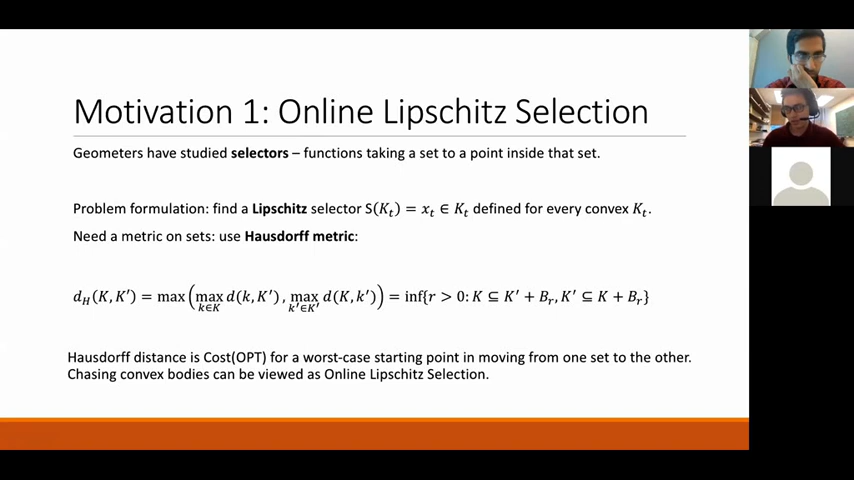 Motivation 1: Online Lipschitz Selection
Geometers have studied selectors – functions taking a set to a point inside that set.
Problem formulation: find a Lipschitz selector S(K_t) = x_t ∈ K_t defined for every convex K_t.
Need a metric on sets: use Hausdorff metric:
d_H(K, K′) = max(max_{k∈K} d(k, K′), max_{k′∈K′} d(K, k′)) = inf{r > 0: K ⊆ K′ + B_r, K′ ⊆ K + B_r}
Hausdorff distance is Cost(OPT) for a worst-case starting point in moving from one set to the other.
Chasing convex bodies can be viewed as Online Lipschitz Selection.